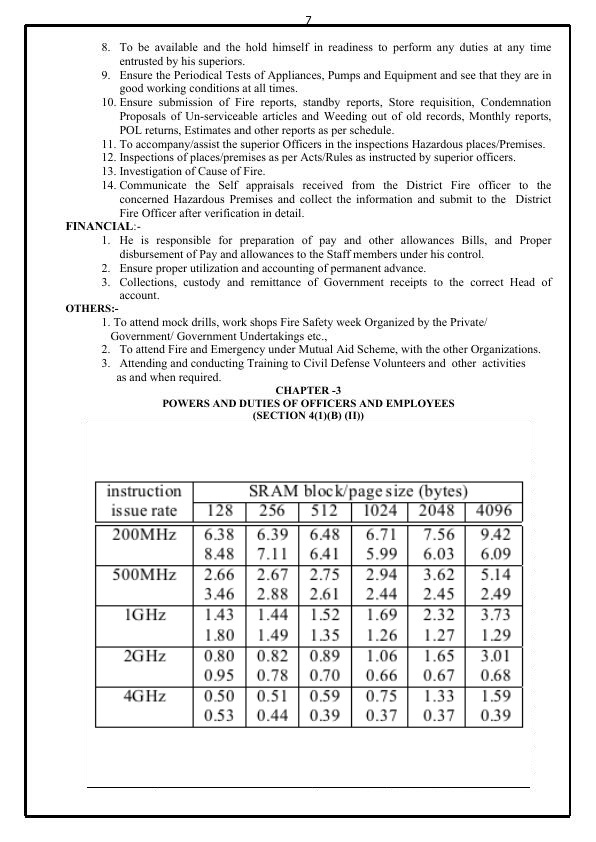 7
8. To be available and the hold himself in readiness to perform any duties at any time
entrusted by his superiors.
9. Ensure the Periodical Tests of Appliances, Pumps and Equipment and see that they are in
good working conditions at all times.
10. Ensure submission of Fire reports, standby reports, Store requisition, Condemnation
Proposals of Un-serviceable articles and Weeding out of old records, Monthly reports,
POL returns, Estimates and other reports as per schedule.
11. To accompany/assist the superior Officers in the inspections Hazardous places/Premises.
12. Inspections of places/premises as per Acts/Rules as instructed by superior officers.
13. Investigation of Cause of Fire.
14. Communicate the Self appraisals received from the District Fire officer to the
concerned Hazardous Premises and collect the information and submit to the District
Fire Officer after verification in detail.
FINANCIAL:-
1. He is responsible for preparation of pay and other allowances Bills, and Proper
disbursement of Pay and allowances to the Staff members under his control.
2. Ensure proper utilization and accounting of permanent advance.
3. Collections, custody and remittance of Government receipts to the correct Head of
account.
OTHERS:-
1. To attend mock drills, work shops Fire Safety week Organized by the Private/
Government/ Government Undertakings etc.,
2. To attend Fire and Emergency under Mutual Aid Scheme, with the other Organizations.
3. Attending and conducting Training to Civil Defense Volunteers and other activities
as and when required.
CHAPTER -3
POWERS AND DUTIES OF OFFICERS AND EMPLOYEES
(SECTION 4(1)(B) (II))
instruction SRAM block/page size (bytes)
issue rate 128 256 512 1024 2048 4096
200MHz 6.38 6.39 6.48 6.71 7.56 9.42
8.48 7.11 6.41 5.99 6.03 6.09
500MHz 2.66 2.67 2.75 2.94 3.62 5.14
3.46 2.88 2.61 2.44 2.45 2.49
1GHz 1.43 1.44 1.52 1.69 2.32 3.73
1.80 1.49 1.35 1.26 1.27 1.29
2GHz 0.80 0.82 0.89 1.06 1.65 3.01
0.95 0.78 0.70 0.66 0.67 0.68
4GHz 0.50 0.51 0.59 0.75 1.33 1.59
0.53 0.44 0.39 0.37 0.37 0.39